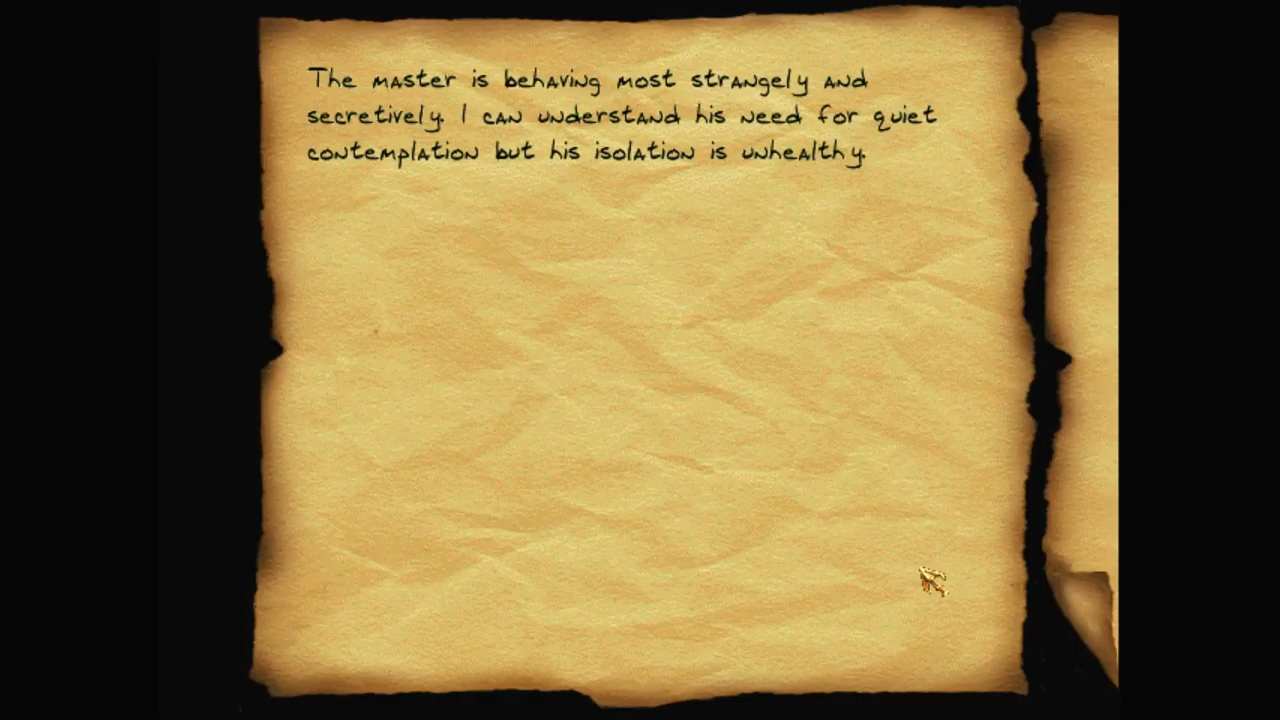 The master is behaving most strangely and
secretively. I can understand his need for quiet
contemplation but his isolation is unhealthy.